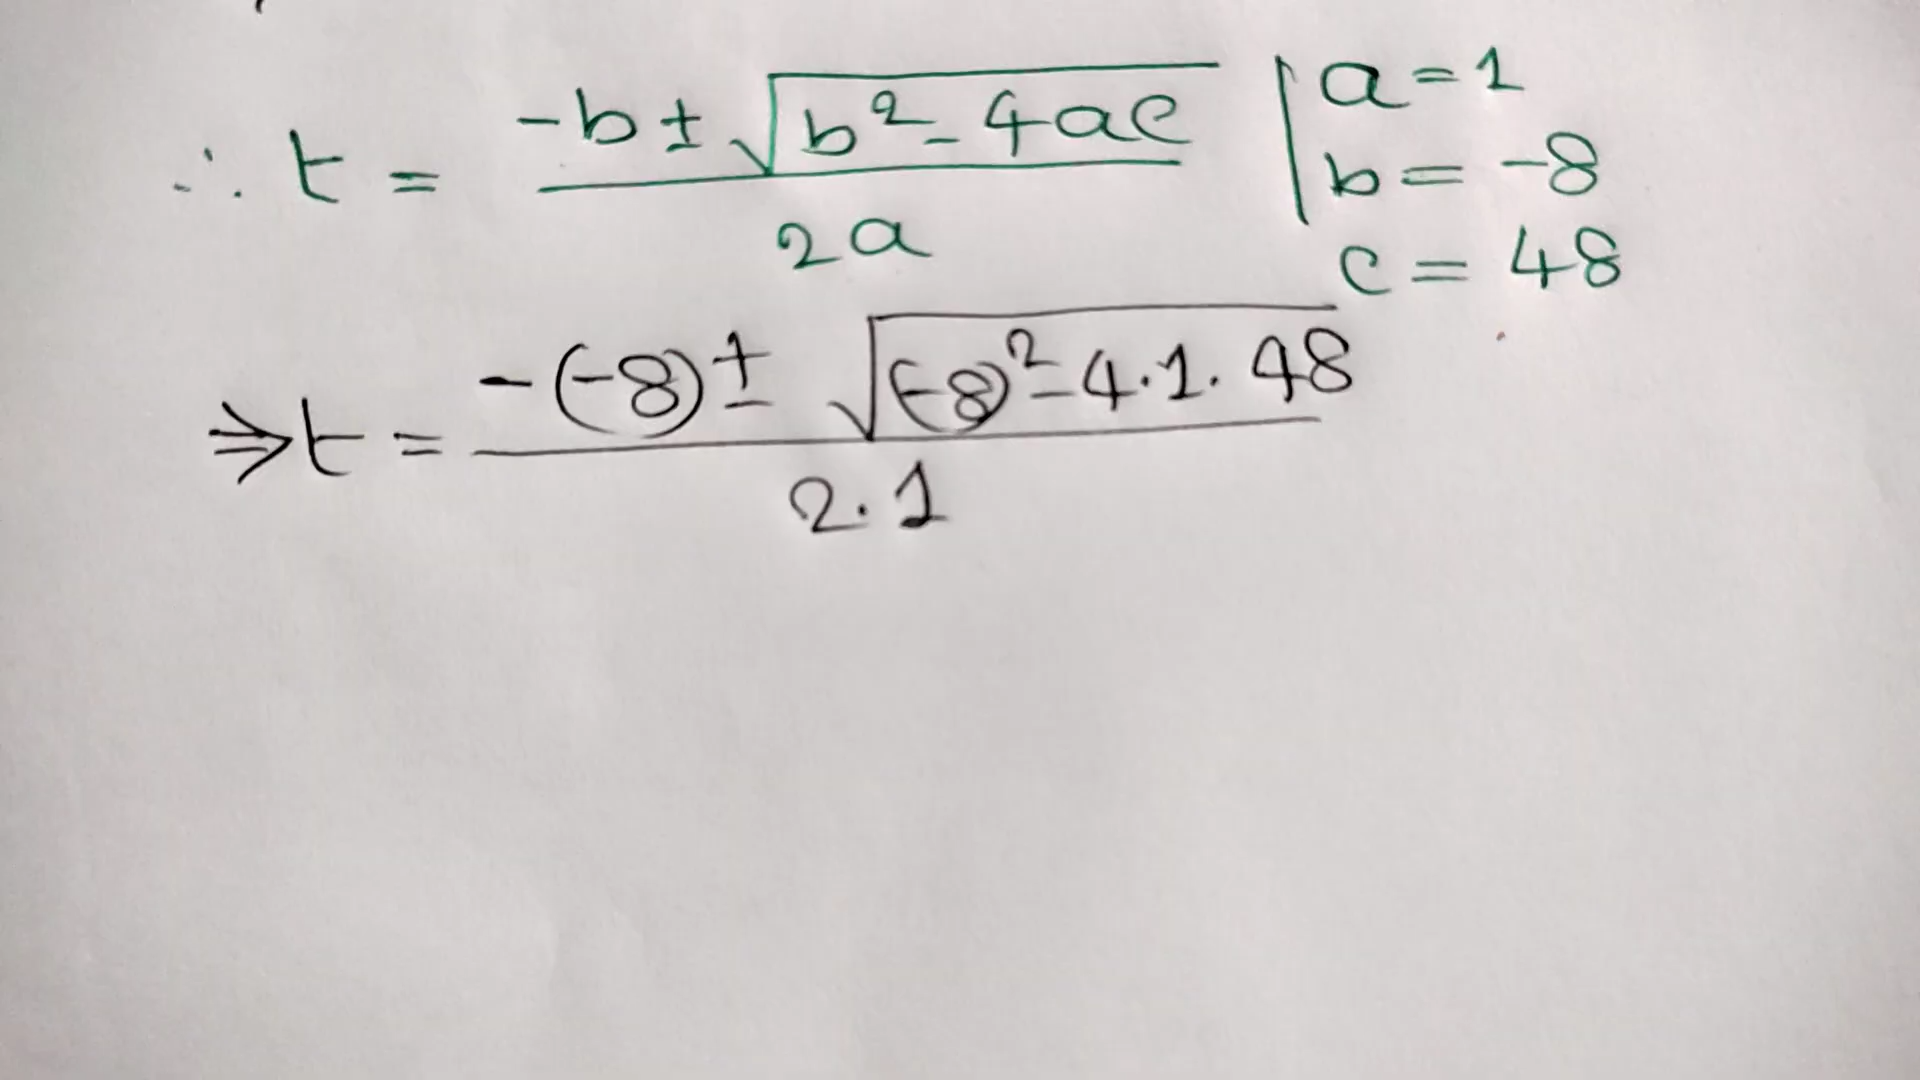 ∴ t = (-b ± √(b² - 4ac)) / 2a | a = 1
b = -8
c = 48
⇒ t = (-(-8) ± √((-8)² - 4.1.48)) / 2.1